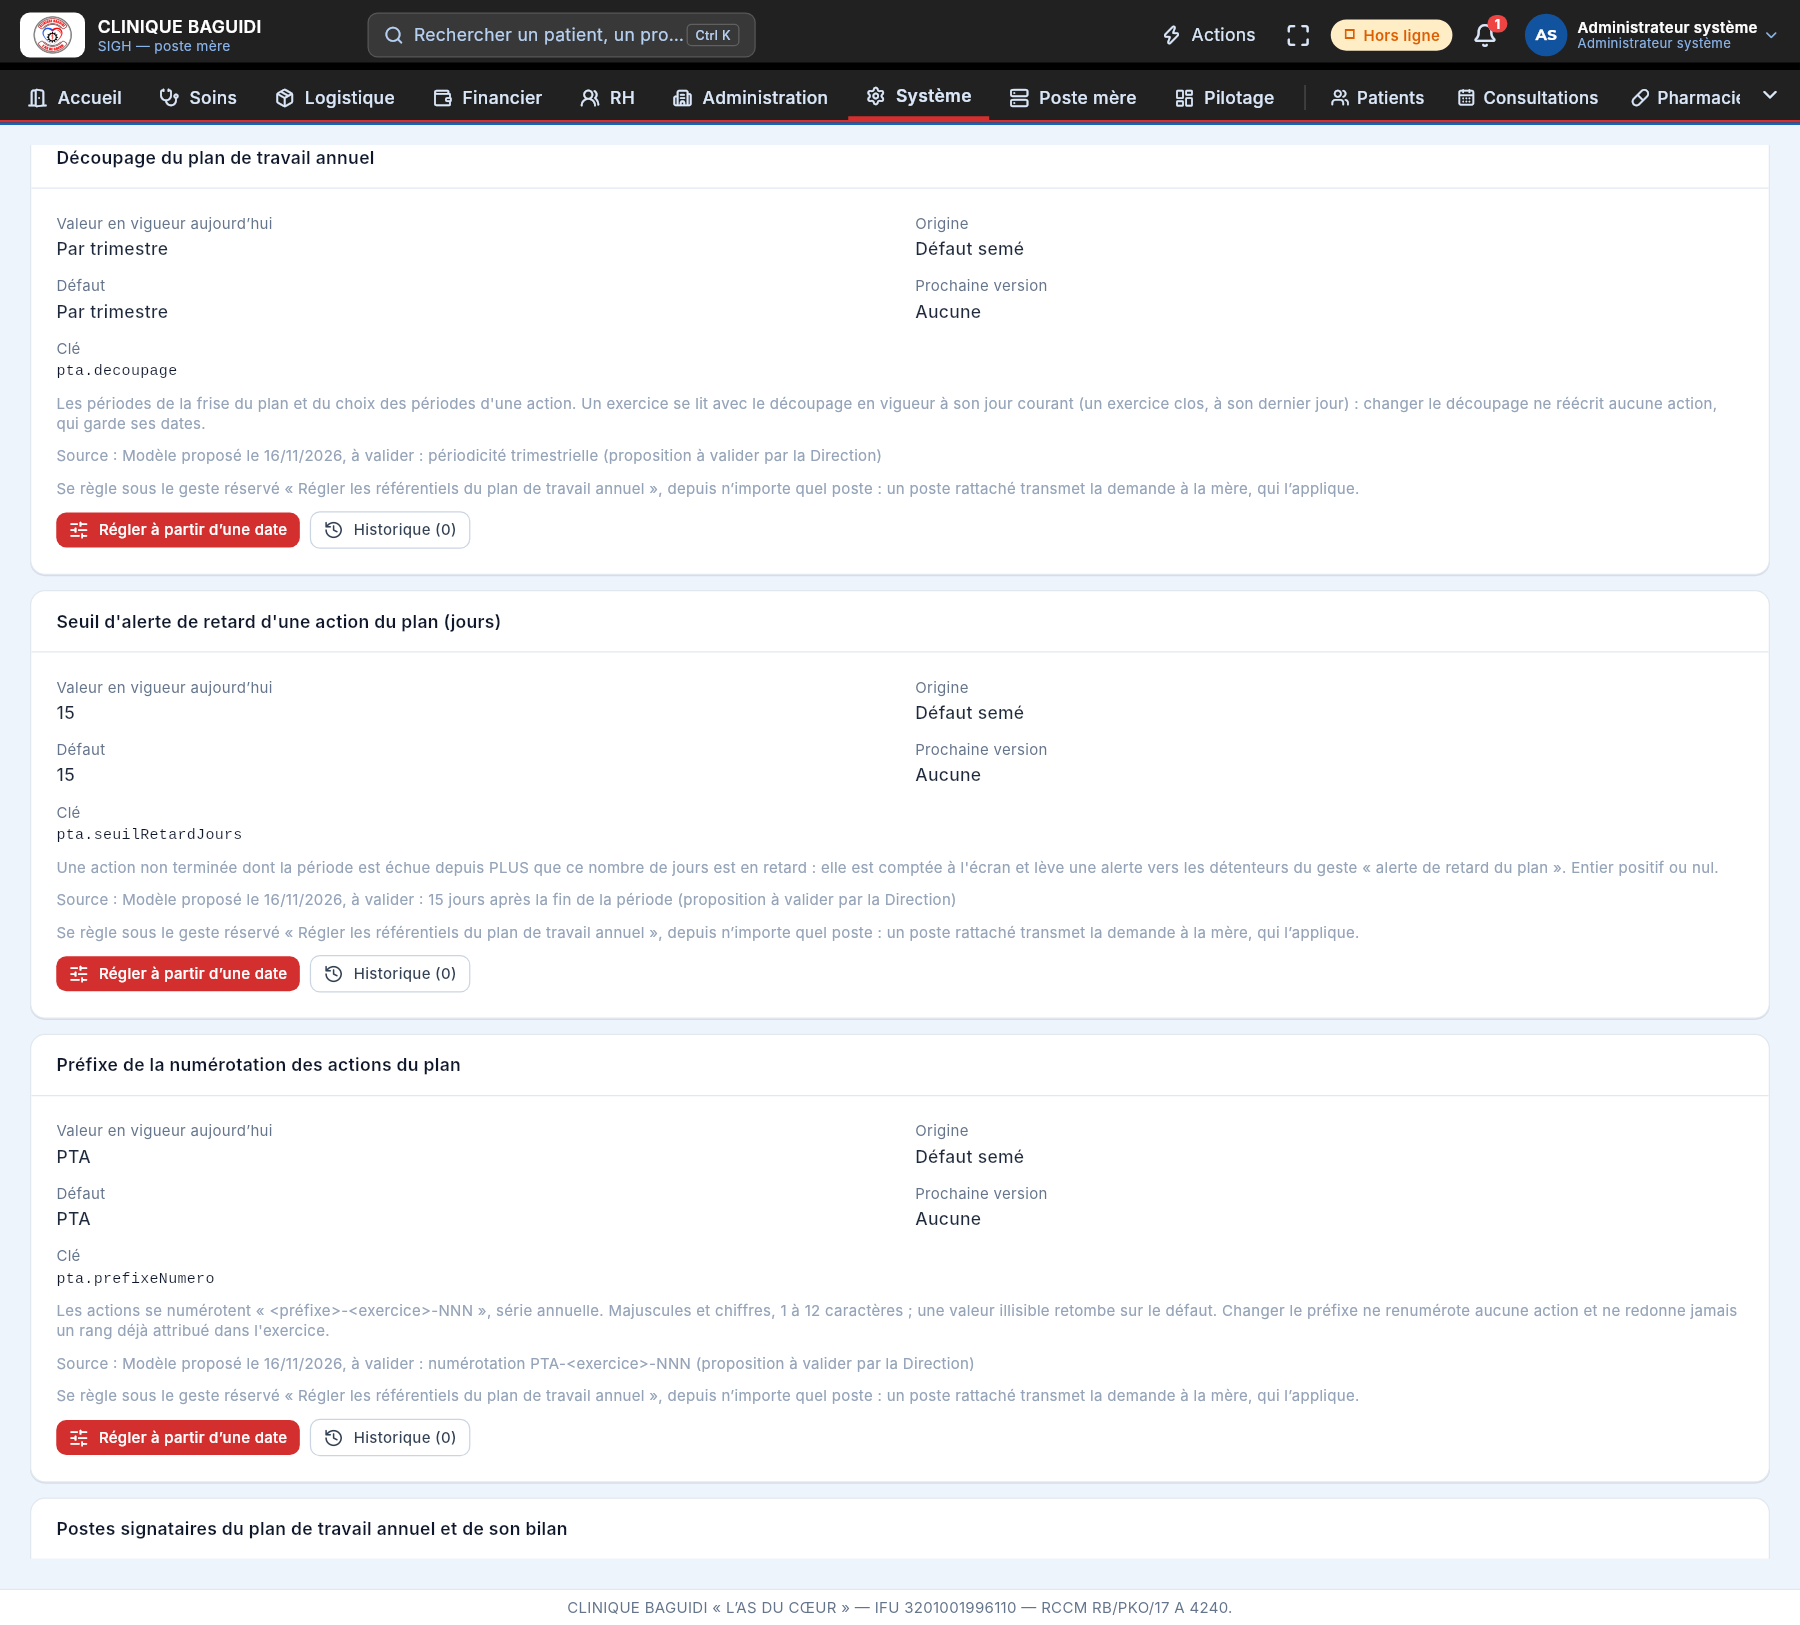 CLINIQUE BAGUIDI
SIGH — poste mère
Rechercher un patient, un pro... Ctrl K
Actions
Hors ligne
1
AS
Administrateur système
Administrateur système
Accueil
Soins
Logistique
Financier
RH
Administration
Système
Poste mère
Pilotage
Patients
Consultations
Pharmacie
Découpage du plan de travail annuel
Valeur en vigueur aujourd’hui
Par trimestre
Origine
Défaut semé
Défaut
Par trimestre
Prochaine version
Aucune
Clé
pta.decoupage
Les périodes de la frise du plan et du choix des périodes d'une action. Un exercice se lit avec le découpage en vigueur à son jour courant (un exercice clos, à son dernier jour) : changer le découpage ne réécrit aucune action,
qui garde ses dates.
Source : Modèle proposé le 16/11/2026, à valider : périodicité trimestrielle (proposition à valider par la Direction)
Se règle sous le geste réservé « Régler les référentiels du plan de travail annuel », depuis n’importe quel poste : un poste rattaché transmet la demande à la mère, qui l’applique.
Régler à partir d’une date
Historique (0)
Seuil d'alerte de retard d'une action du plan (jours)
Valeur en vigueur aujourd’hui
15
Origine
Défaut semé
Défaut
15
Prochaine version
Aucune
Clé
pta.seuilRetardJours
Une action non terminée dont la période est échue depuis PLUS que ce nombre de jours est en retard : elle est comptée à l'écran et lève une alerte vers les détenteurs du geste « alerte de retard du plan ». Entier positif ou nul.
Source : Modèle proposé le 16/11/2026, à valider : 15 jours après la fin de la période (proposition à valider par la Direction)
Se règle sous le geste réservé « Régler les référentiels du plan de travail annuel », depuis n’importe quel poste : un poste rattaché transmet la demande à la mère, qui l’applique.
Régler à partir d’une date
Historique (0)
Préfixe de la numérotation des actions du plan
Valeur en vigueur aujourd’hui
PTA
Origine
Défaut semé
Défaut
PTA
Prochaine version
Aucune
Clé
pta.prefixeNumero
Les actions se numérotent « <préfixe>-<exercice>-NNN », série annuelle. Majuscules et chiffres, 1 à 12 caractères ; une valeur illisible retombe sur le défaut. Changer le préfixe ne renumérote aucune action et ne redonne jamais
un rang déjà attribué dans l'exercice.
Source : Modèle proposé le 16/11/2026, à valider : numérotation PTA-<exercice>-NNN (proposition à valider par la Direction)
Se règle sous le geste réservé « Régler les référentiels du plan de travail annuel », depuis n’importe quel poste : un poste rattaché transmet la demande à la mère, qui l’applique.
Régler à partir d’une date
Historique (0)
Postes signataires du plan de travail annuel et de son bilan
CLINIQUE BAGUIDI « L’AS DU CŒUR » — IFU 3201001996110 — RCCM RB/PKO/17 A 4240.